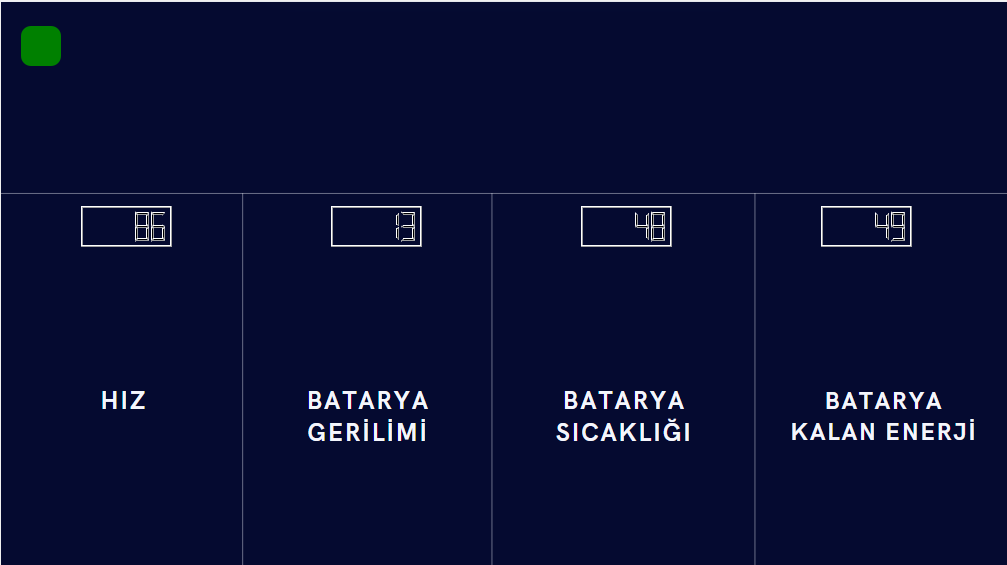 86 13 48 49
HIZ
BATARYA
GERİLİMİ
BATARYA
SICAKLIĞI
BATARYA
KALAN ENERJİ